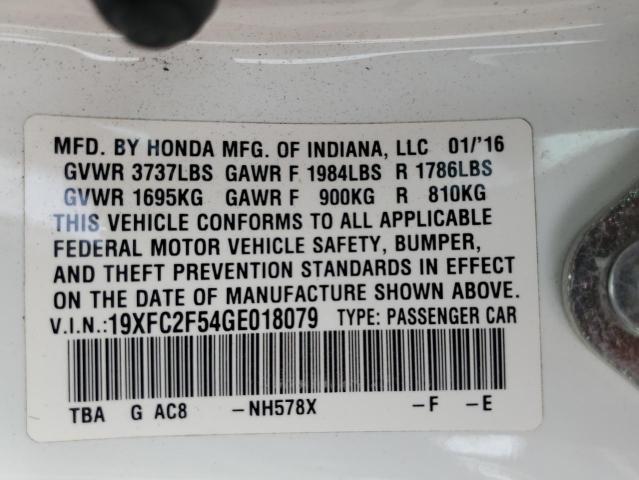 MFD. BY HONDA MFG. OF INDIANA, LLC 01/'16
GVWR 3737LBS GAWR F 1984LBS R 1786LBS
GVWR 1695KG GAWR F 900KG R 810KG
THIS VEHICLE CONFORMS TO ALL APPLICABLE
FEDERAL MOTOR VEHICLE SAFETY, BUMPER,
AND THEFT PREVENTION STANDARDS IN EFFECT
ON THE DATE OF MANUFACTURE SHOWN ABOVE.
V.I.N.:19XFC2F54GE018079 TYPE: PASSENGER CAR
TBA G AC8 -NH578X -F -E